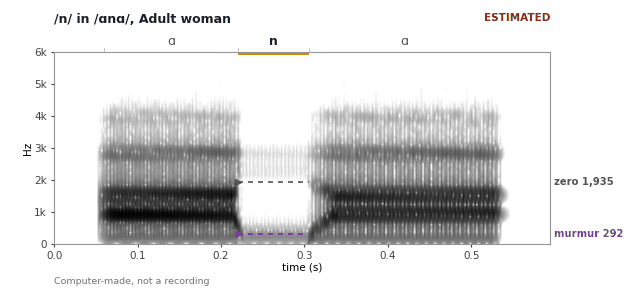 /n/ in /ɑnɑ/, Adult woman
ESTIMATED
ɑ n ɑ
6k
5k
4k
3k
2k
1k
0
Hz
zero 1,935
murmur 292
0.0 0.1 0.2 0.3 0.4 0.5
time (s)
Computer-made, not a recording